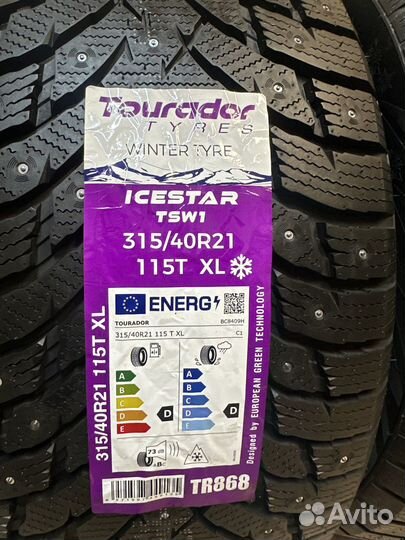 Tourador
TYRES
WINTER TYRE
ICESTAR
TSW1
315/40R21
115T XL
ENERG
TOURADOR
BC8409H
315/40R21 115 T XL
C1
A
B
C
D
E
D
A
B
C
D
E
D
73 dB
ABC
315/40R21 115T XL
Designed by EUROPEAN GREEN TECHNOLOGY
TR868
Avito